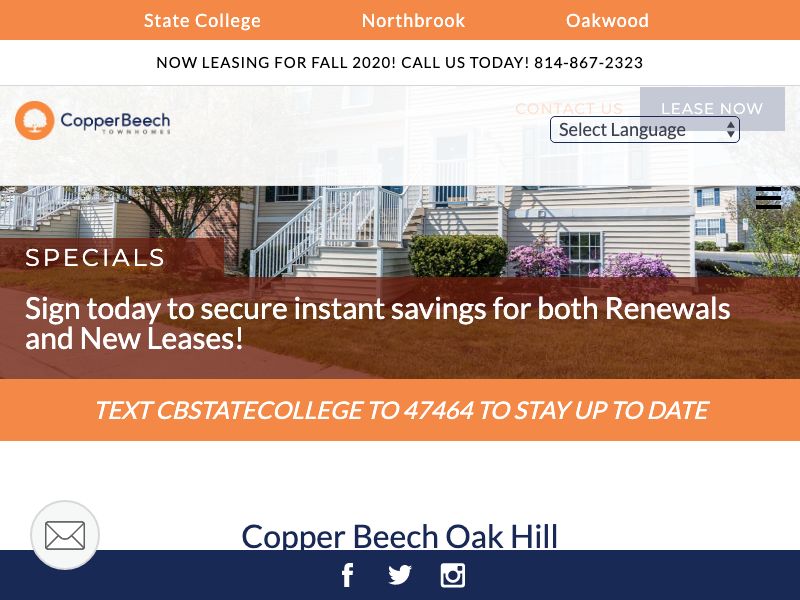 State College Northbrook Oakwood
NOW LEASING FOR FALL 2020! CALL US TODAY! 814-867-2323
CONTACT US LEASE NOW
CopperBeech
TOWNHOMES
Select Language
SPECIALS
Sign today to secure instant savings for both Renewals
and New Leases!
TEXT CBSTATECOLLEGE TO 47464 TO STAY UP TO DATE
Copper Beech Oak Hill